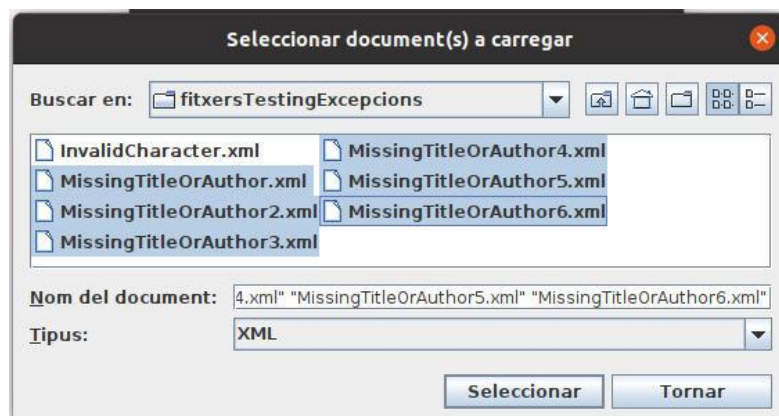 Seleccionar document(s) a carregar
Buscar en: fitxersTestingExcepcions
InvalidCharacter.xml
MissingTitleOrAuthor.xml
MissingTitleOrAuthor2.xml
MissingTitleOrAuthor3.xml
MissingTitleOrAuthor4.xml
MissingTitleOrAuthor5.xml
MissingTitleOrAuthor6.xml
Nom del document: 4.xml" "MissingTitleOrAuthor5.xml" "MissingTitleOrAuthor6.xml"
Tipus: XML
Seleccionar Tornar